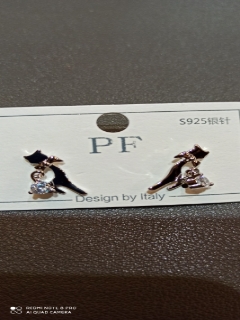 S925银针
PF
Design by Italy
REDMI NOTE 8 PRO
AI QUAD CAMERA